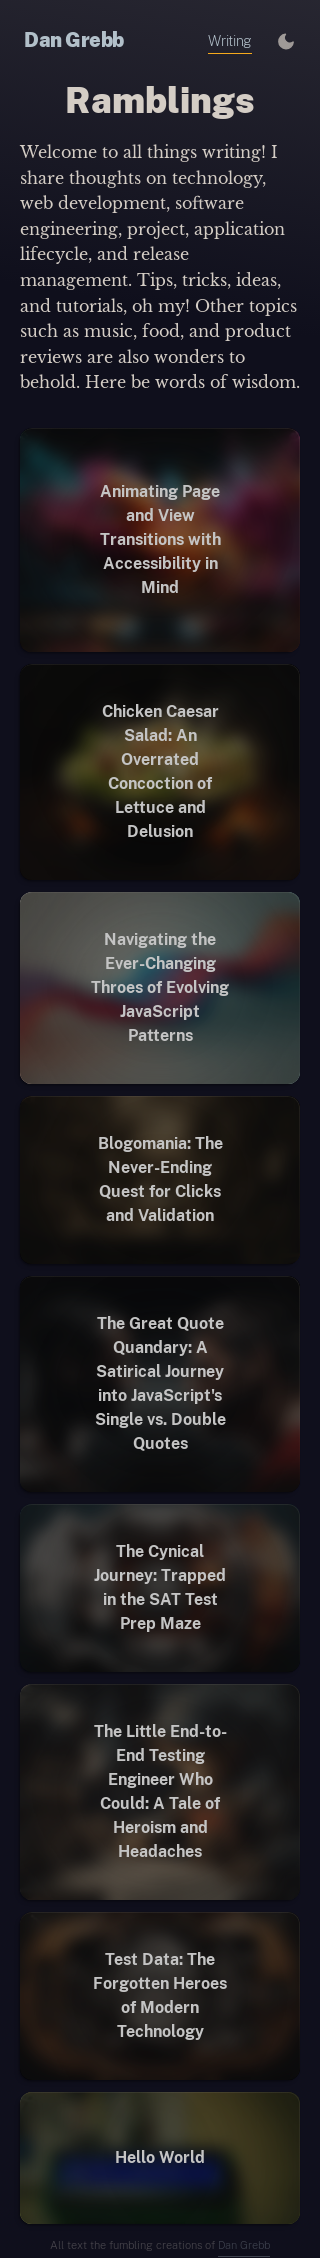 Dan Grebb
Writing
Ramblings
Welcome to all things writing! I
share thoughts on technology,
web development, software
engineering, project, application
lifecycle, and release
management. Tips, tricks, ideas,
and tutorials, oh my! Other topics
such as music, food, and product
reviews are also wonders to
behold. Here be words of wisdom.
Animating Page
and View
Transitions with
Accessibility in
Mind
Chicken Caesar
Salad: An
Overrated
Concoction of
Lettuce and
Delusion
Navigating the
Ever-Changing
Throes of Evolving
JavaScript
Patterns
Blogomania: The
Never-Ending
Quest for Clicks
and Validation
The Great Quote
Quandary: A
Satirical Journey
into JavaScript's
Single vs. Double
Quotes
The Cynical
Journey: Trapped
in the SAT Test
Prep Maze
The Little End-to-
End Testing
Engineer Who
Could: A Tale of
Heroism and
Headaches
Test Data: The
Forgotten Heroes
of Modern
Technology
Hello World
All text the fumbling creations of Dan Grebb